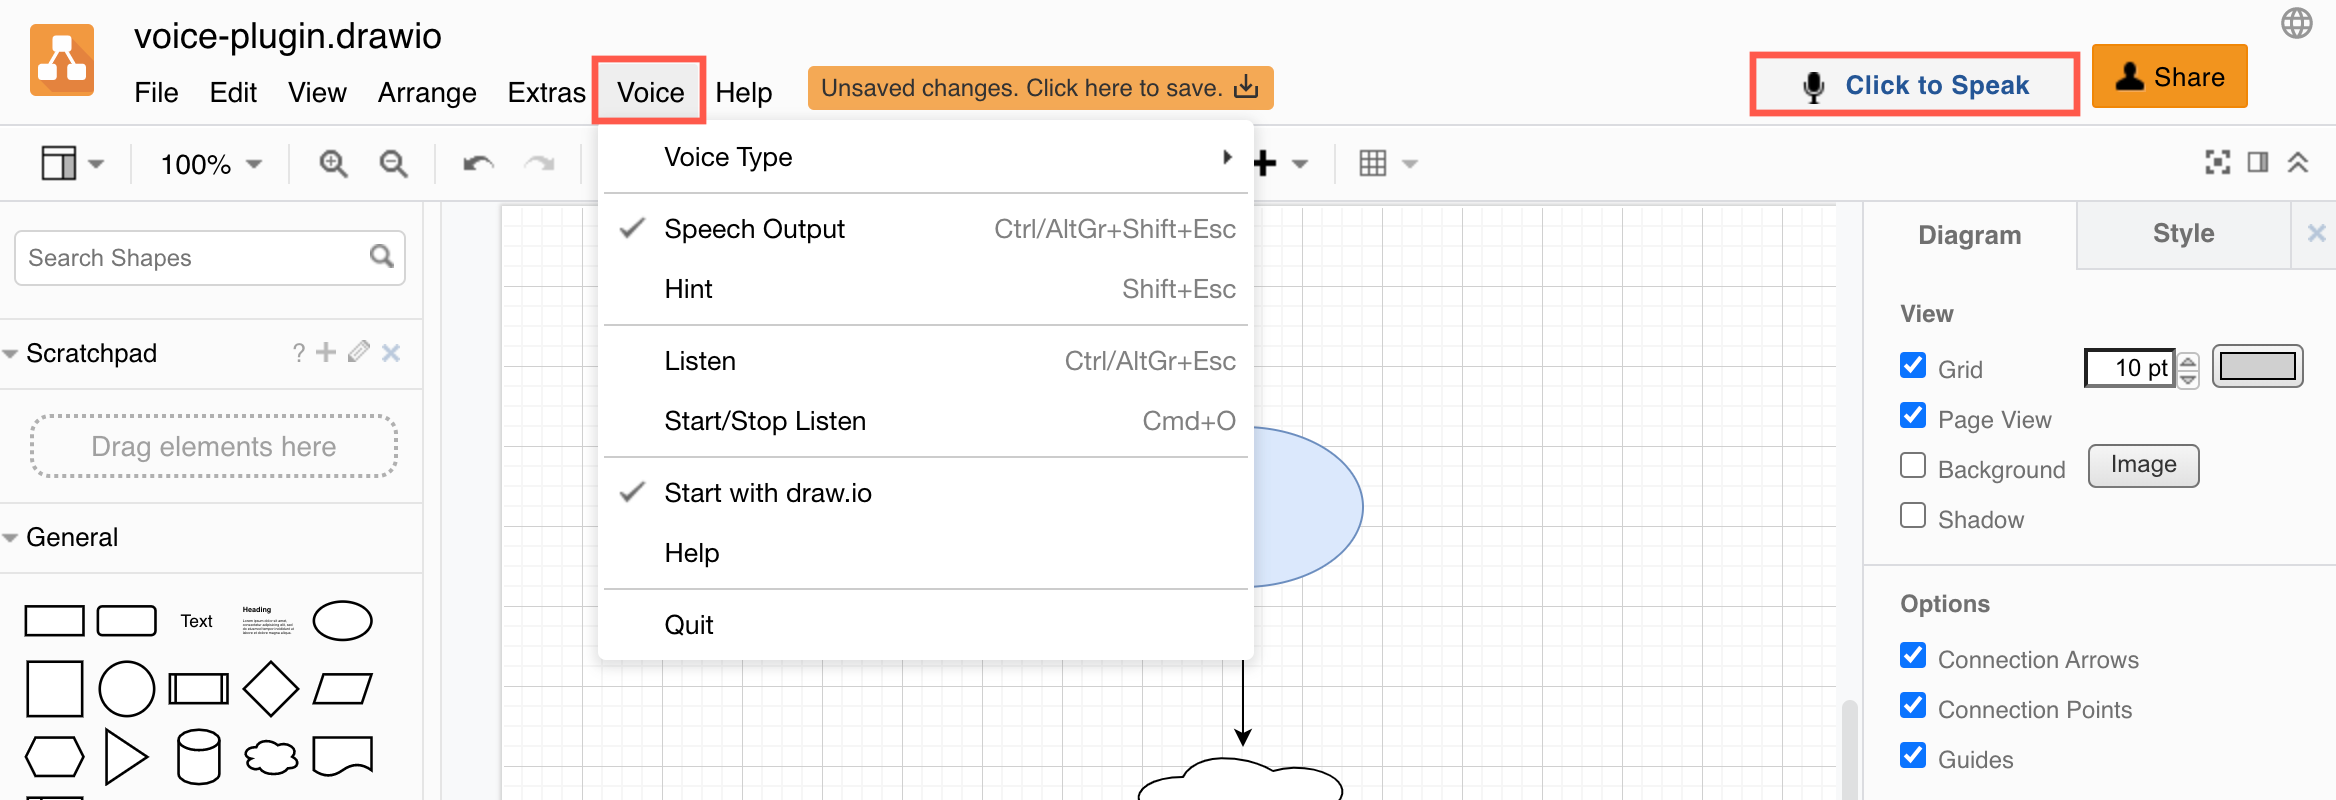 voice-plugin.drawio
File Edit View Arrange Extras Voice Help
Unsaved changes. Click here to save.
Click to Speak
Share
100%
Voice Type
Speech Output Ctrl/AltGr+Shift+Esc
Hint Shift+Esc
Listen Ctrl/AltGr+Esc
Start/Stop Listen Cmd+O
Start with draw.io
Help
Quit
Search Shapes
Scratchpad ?
Drag elements here
General
Text
Heading
Diagram Style
View
Grid 10 pt
Page View
Background Image
Shadow
Options
Connection Arrows
Connection Points
Guides